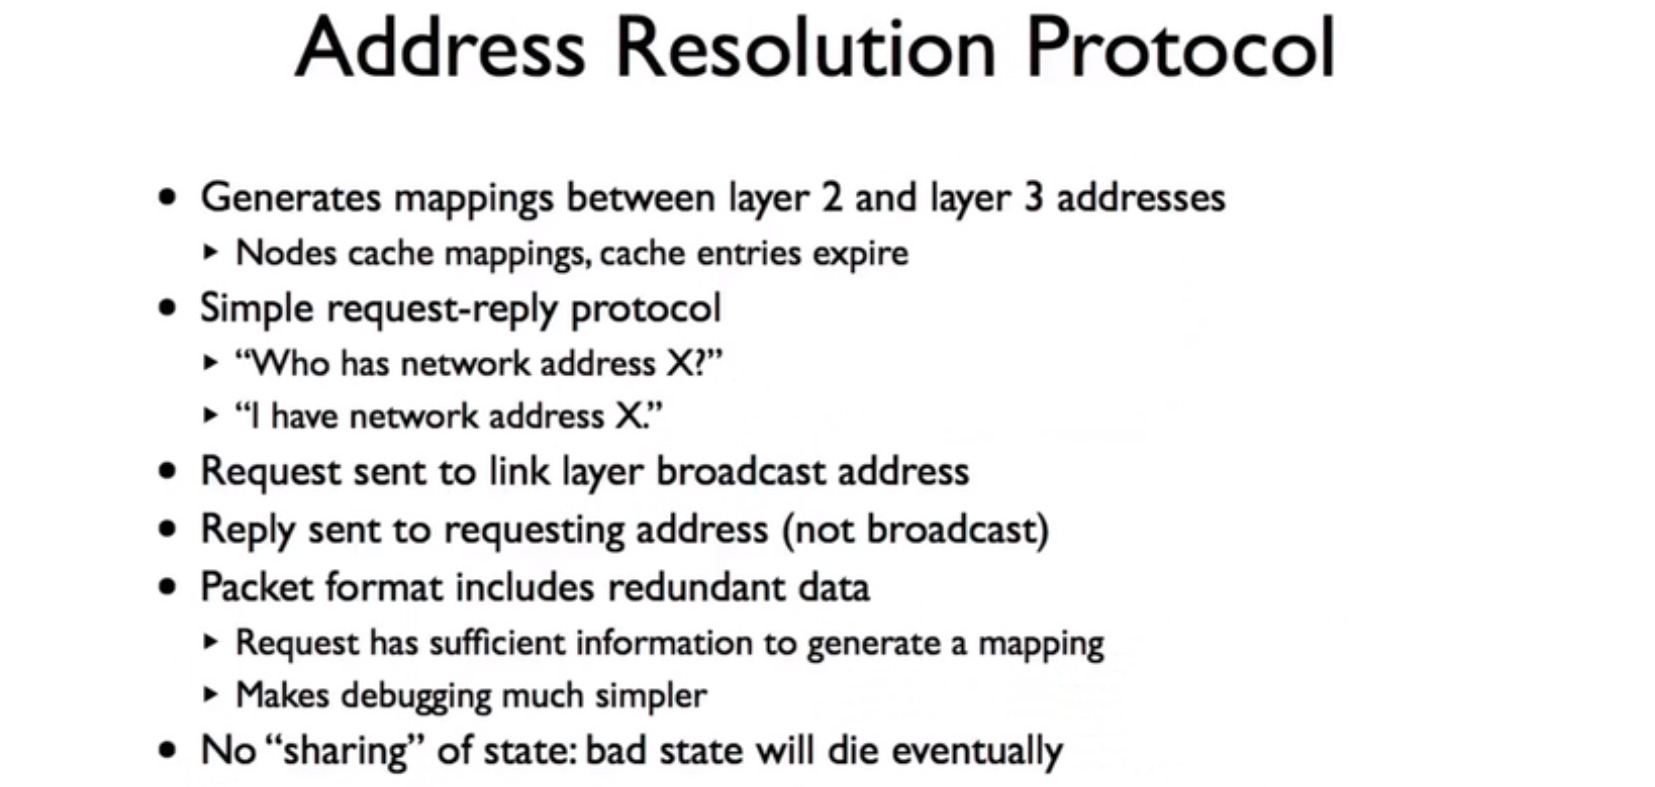 Address Resolution Protocol
• Generates mappings between layer 2 and layer 3 addresses
▸ Nodes cache mappings, cache entries expire
• Simple request-reply protocol
▸ “Who has network address X?”
▸ “I have network address X.”
• Request sent to link layer broadcast address
• Reply sent to requesting address (not broadcast)
• Packet format includes redundant data
▸ Request has sufficient information to generate a mapping
▸ Makes debugging much simpler
• No “sharing” of state: bad state will die eventually